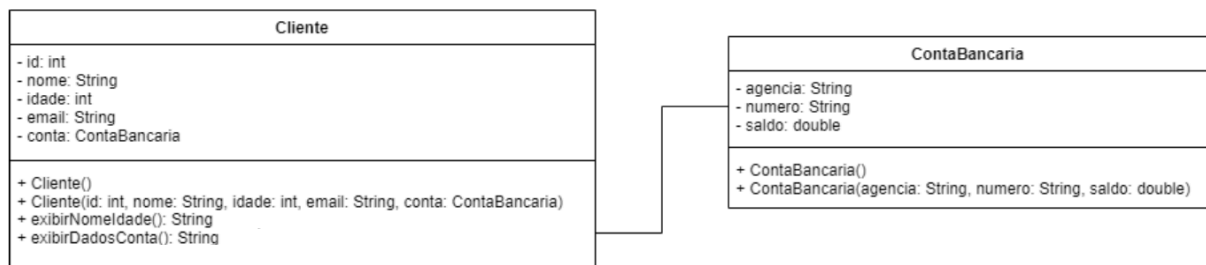 Cliente
- id: int
- nome: String
- idade: int
- email: String
- conta: ContaBancaria
+ Cliente()
+ Cliente(id: int, nome: String, idade: int, email: String, conta: ContaBancaria)
+ exibirNomeIdade(): String
+ exibirDadosConta(): String
ContaBancaria
- agencia: String
- numero: String
- saldo: double
+ ContaBancaria()
+ ContaBancaria(agencia: String, numero: String, saldo: double)